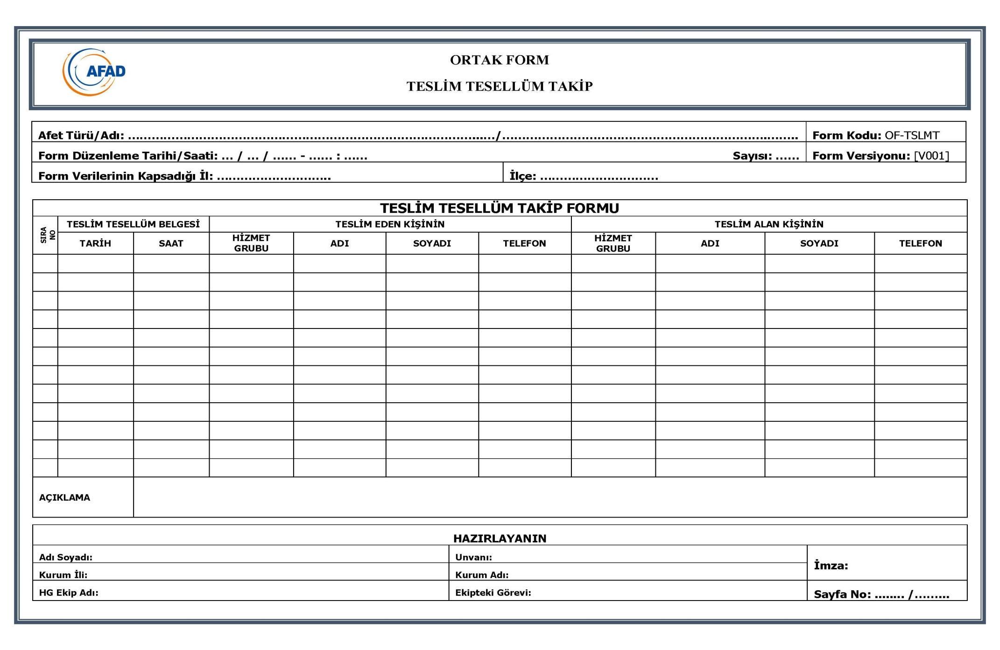 AFAD
ORTAK FORM
TESLİM TESELLÜM TAKİP
Afet Türü/Adı: …………………………………………………………………………………...../…………………………………………………………………..……..
Form Kodu: OF-TSLMT
Form Düzenleme Tarihi/Saati: ... / ... / ...... - ...... : ......
Sayısı: ......
Form Versiyonu: [V001]
Form Verilerinin Kapsadığı İl: ………………………..
İlçe: …………………………
TESLİM TESELLÜM TAKİP FORMU
SIRA NO
TESLİM TESELLÜM BELGESİ
TESLİM EDEN KİŞİNİN
TESLİM ALAN KİŞİNİN
TARİH
SAAT
HİZMET GRUBU
ADI
SOYADI
TELEFON
HİZMET GRUBU
ADI
SOYADI
TELEFON
AÇIKLAMA
HAZIRLAYANIN
Adı Soyadı:
Unvanı:
İmza:
Kurum İli:
Kurum Adı:
HG Ekip Adı:
Ekipteki Görevi:
Sayfa No: ........ /.........